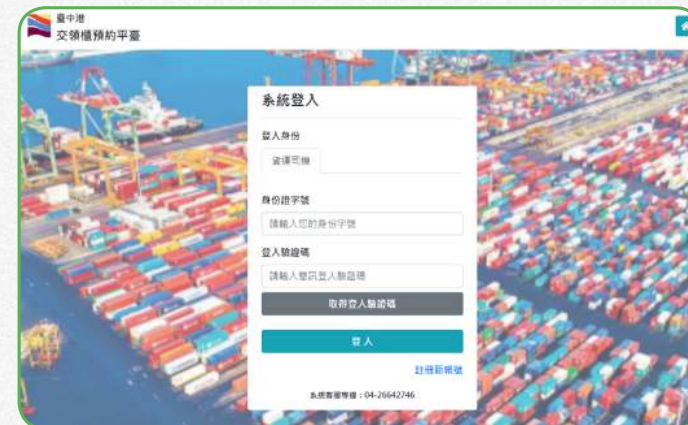 臺中港
交領櫃預約平臺
系統登入
登入身份
貨運司機
身份證字號
請輸入您的身份字號
登入驗證碼
請輸入簡訊登入驗證碼
取得登入驗證碼
登入
註冊新帳號
系統客服專線：04-26642746